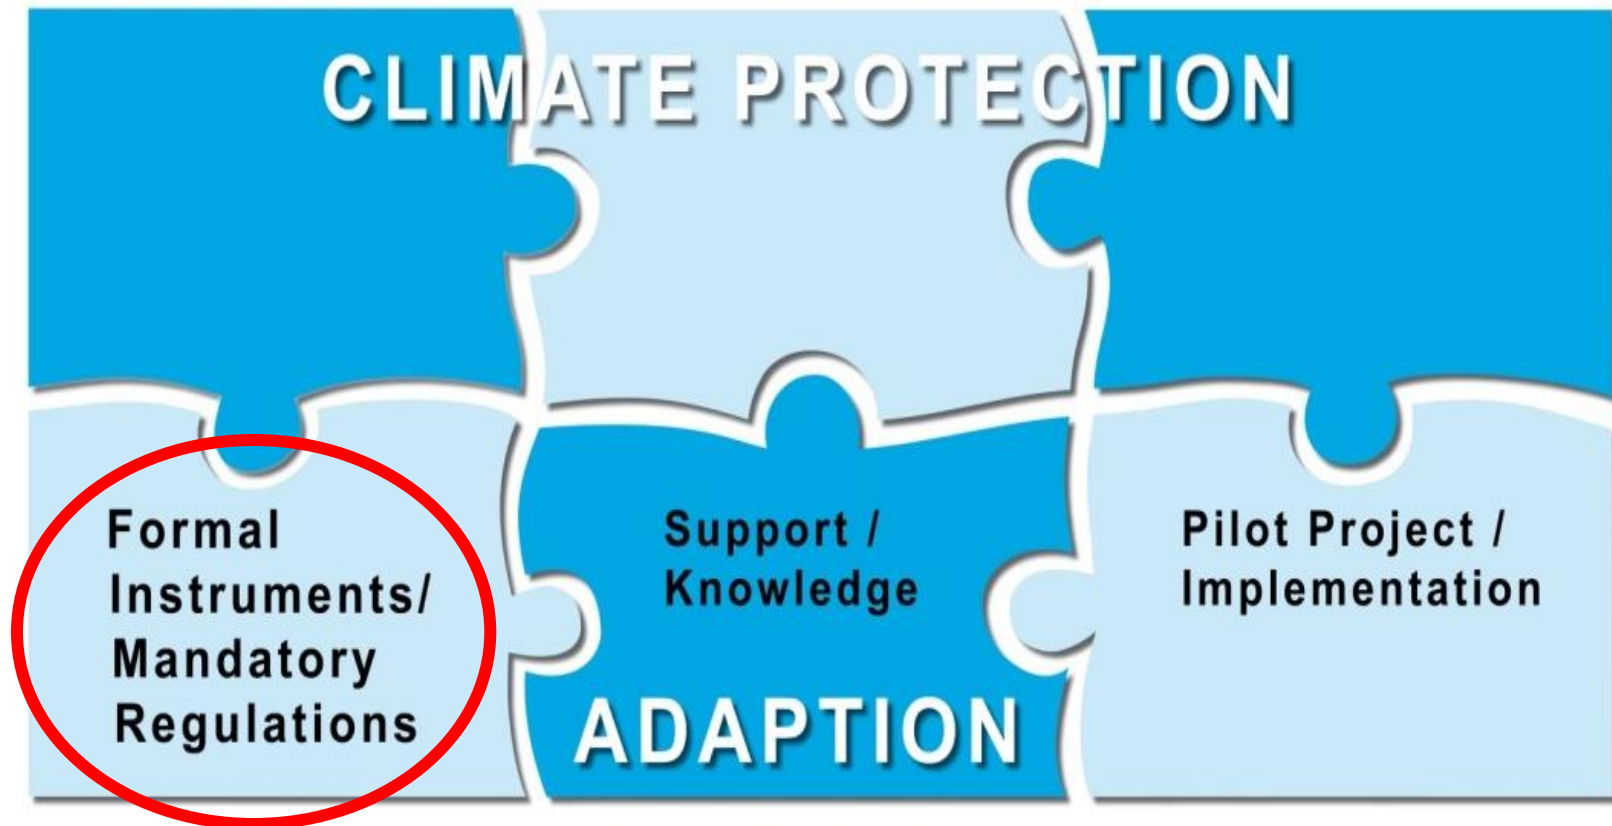 CLIMATE PROTECTION
Formal
Instruments/
Mandatory
Regulations
Support /
Knowledge
Pilot Project /
Implementation
ADAPTION